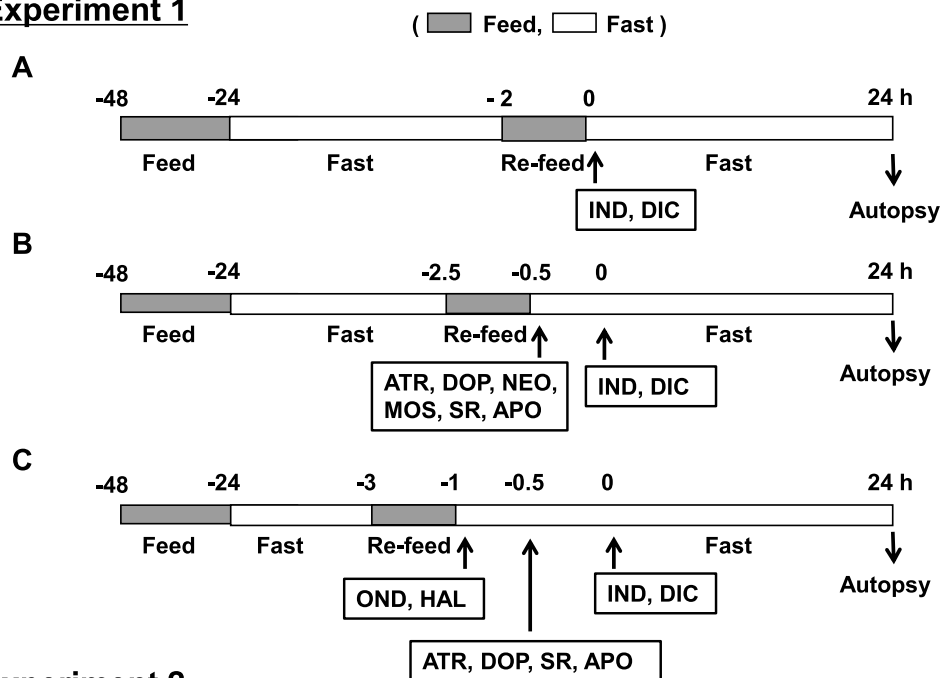 Experiment 1
( Feed, Fast )
A
-48 -24 - 2 0 24 h
Feed Fast Re-feed Fast
IND, DIC
Autopsy
B
-48 -24 -2.5 -0.5 0 24 h
Feed Fast Re-feed Fast
ATR, DOP, NEO,
MOS, SR, APO
IND, DIC
Autopsy
C
-48 -24 -3 -1 -0.5 0 24 h
Feed Fast Re-feed Fast
OND, HAL
IND, DIC
Autopsy
ATR, DOP, SR, APO